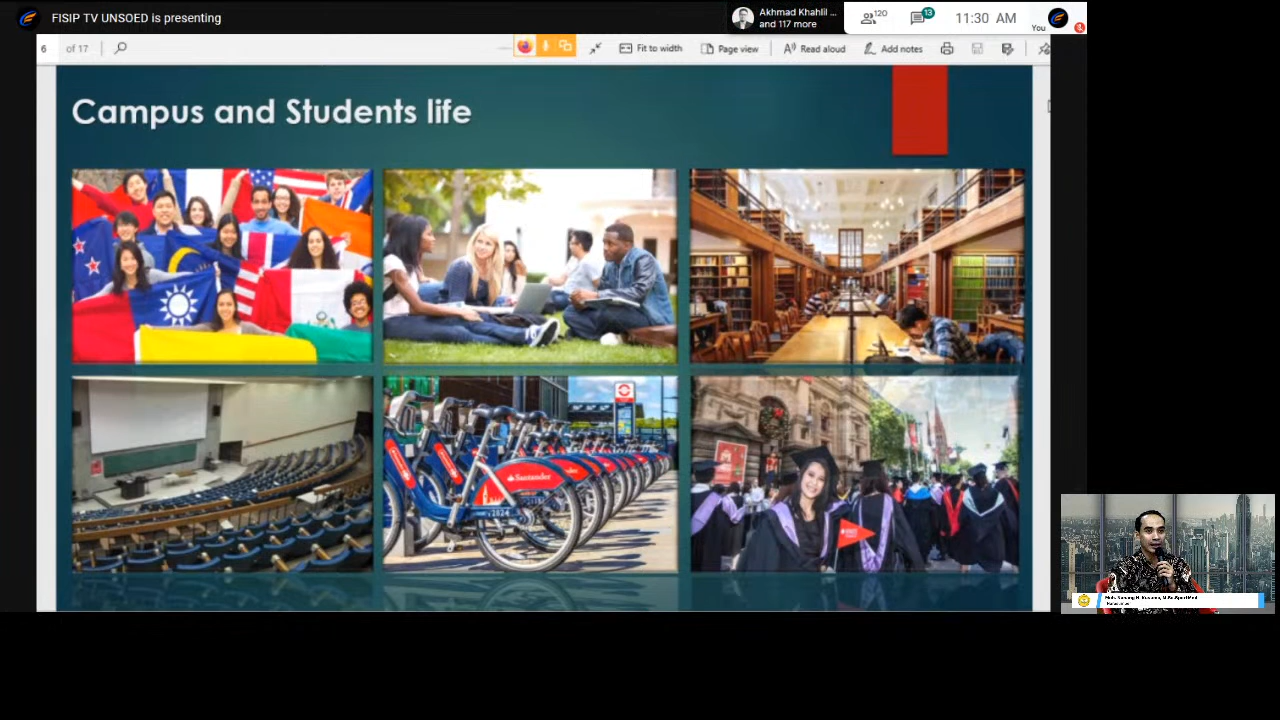 FISIP TV UNSOED is presenting
Akhmad Khahlil ...
and 117 more
120
13
11:30 AM
You
6 of 17
Fit to width
Page view
Read aloud
Add notes
Campus and Students life
Santander